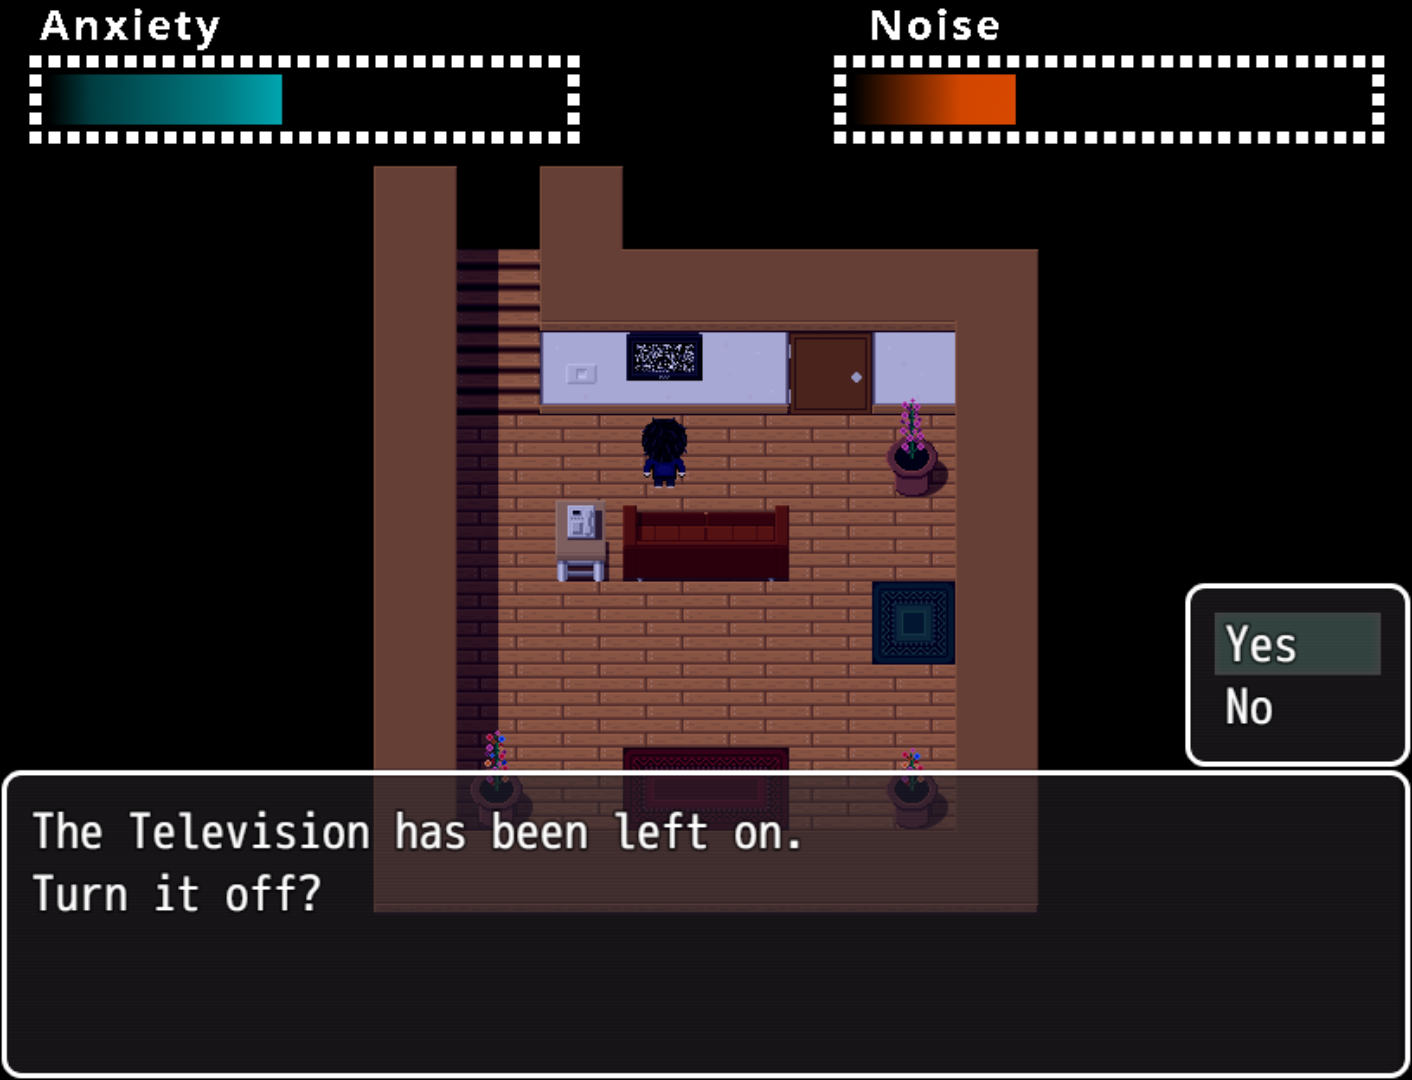 Anxiety
Noise
Yes
No
The Television has been left on.
Turn it off?